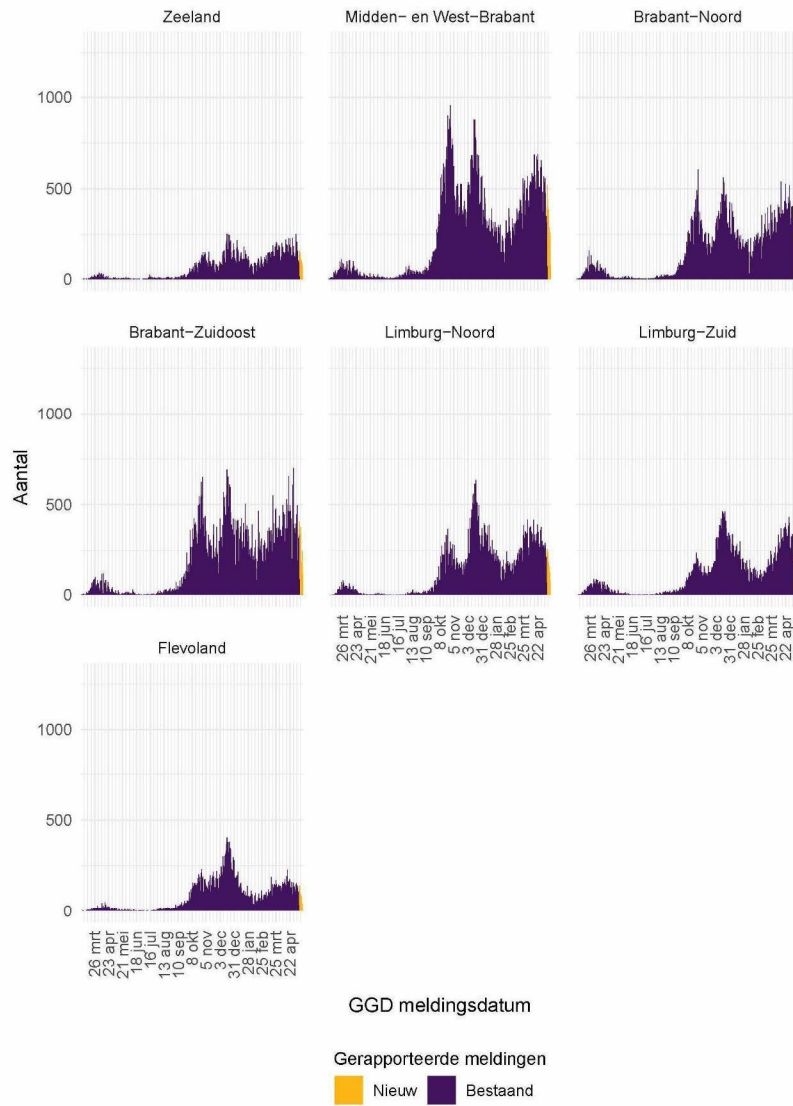 Zeeland
Midden- en West-Brabant
Brabant-Noord
1000
500
0
Brabant-Zuidoost
Limburg-Noord
Limburg-Zuid
Aantal
1000
500
0
26 mrt
23 apr
21 mei
18 jun
16 jul
13 aug
10 sep
8 okt
5 nov
3 dec
31 dec
28 jan
25 feb
25 mrt
22 apr
26 mrt
23 apr
21 mei
18 jun
16 jul
13 aug
10 sep
8 okt
5 nov
3 dec
31 dec
28 jan
25 feb
25 mrt
22 apr
Flevoland
1000
500
0
26 mrt
23 apr
21 mei
18 jun
16 jul
13 aug
10 sep
8 okt
5 nov
3 dec
31 dec
28 jan
25 feb
25 mrt
22 apr
GGD meldingsdatum
Gerapporteerde meldingen
Nieuw
Bestaand